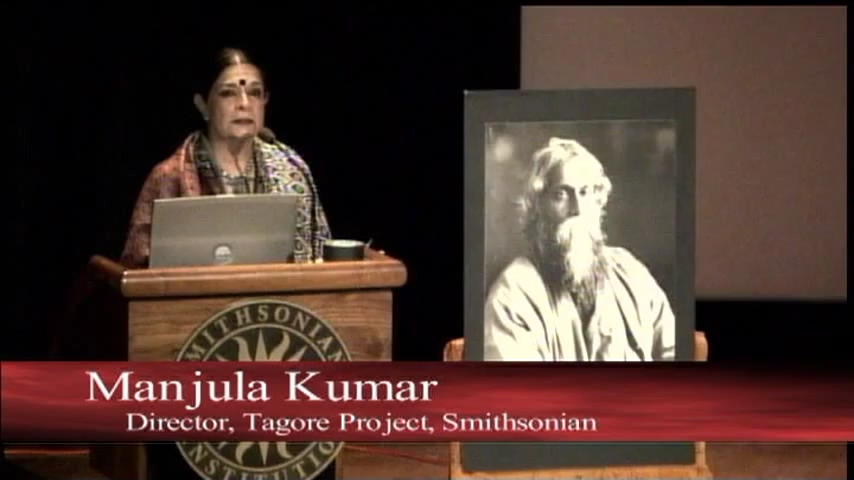 SMITHSONIAN
Manjula Kumar
Director, Tagore Project, Smithsonian
INSTITUTION